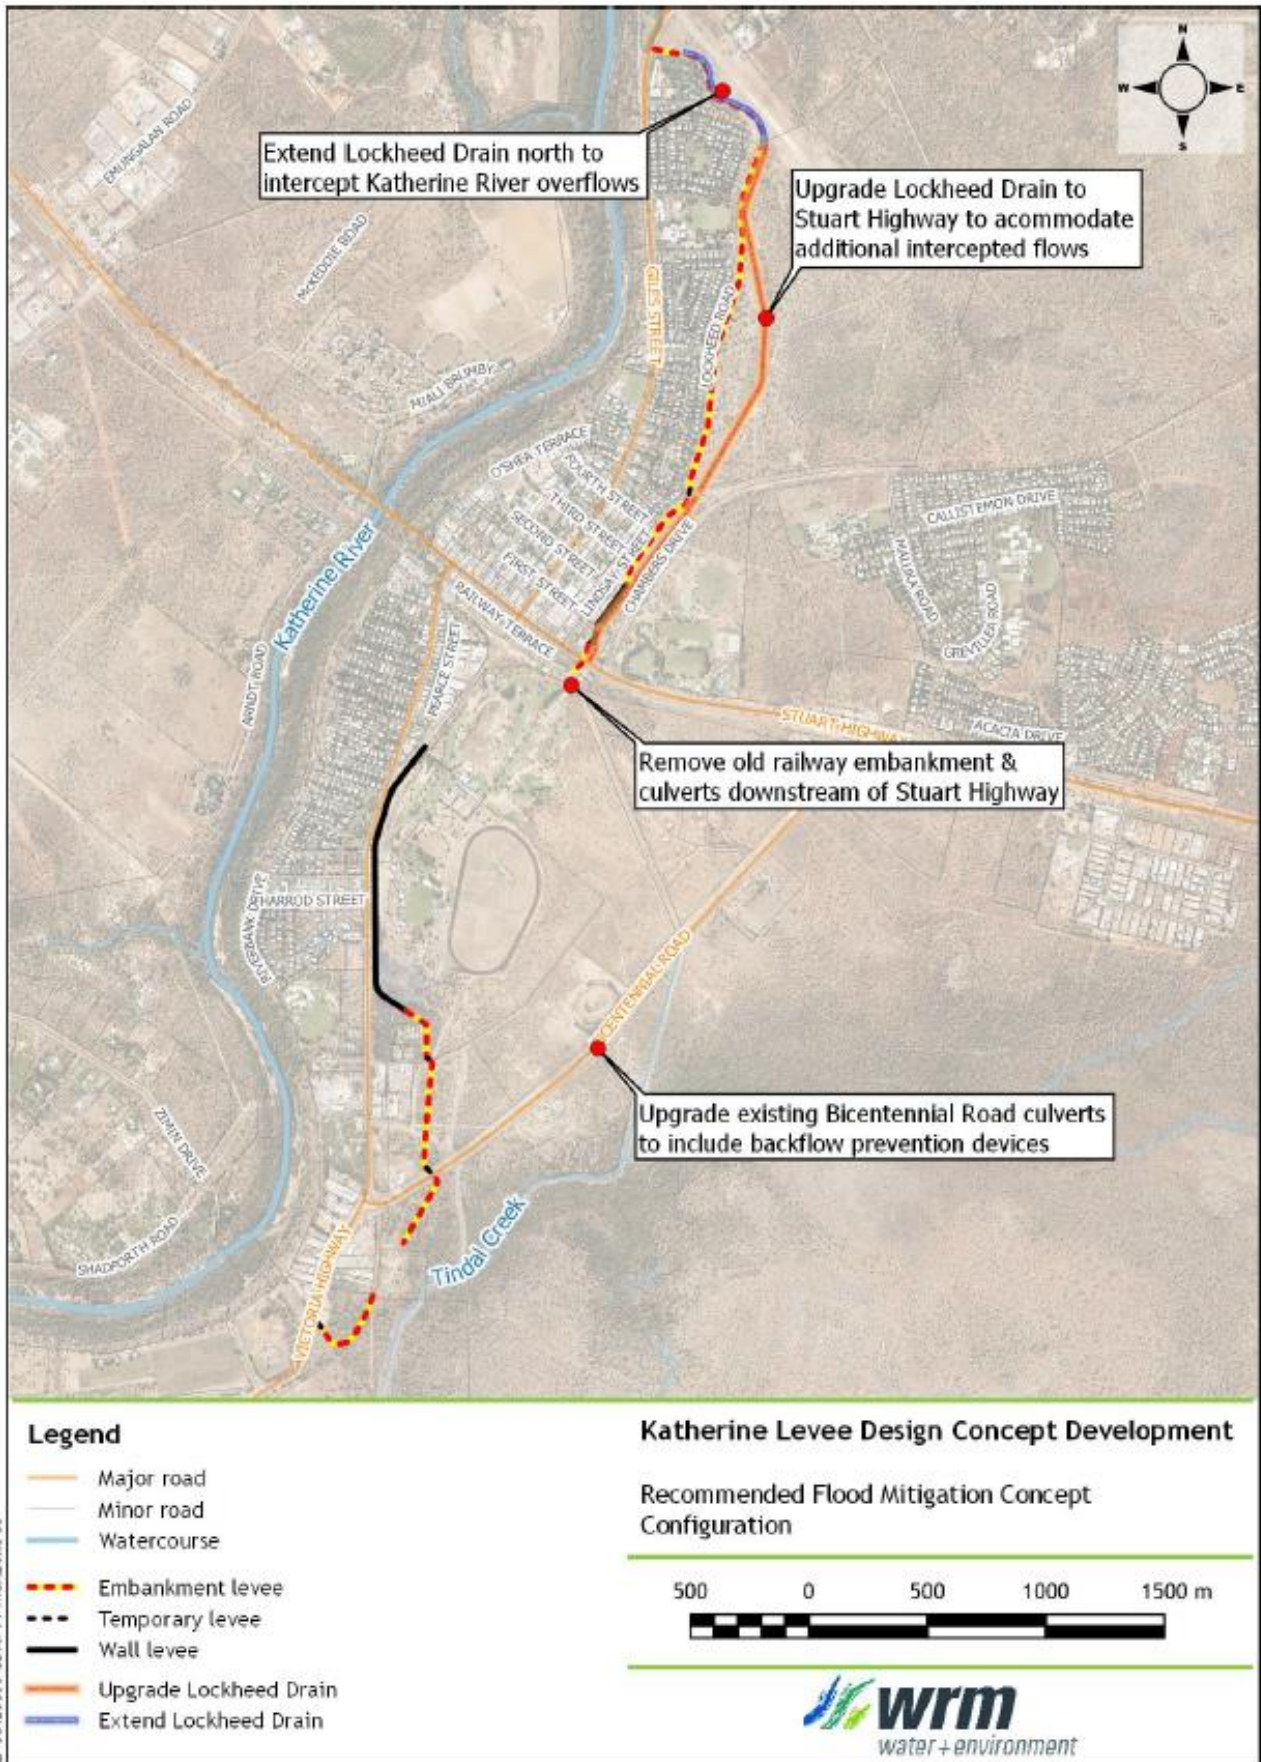 N
W
E
S
EMUNGALAN ROAD
Extend Lockheed Drain north to
intercept Katherine River overflows
Upgrade Lockheed Drain to
Stuart Highway to acommodate
additional intercepted flows
McKEDDIE ROAD
GILES STREET
LOCKHEED ROAD
MIALI BRUMBY
O'SHEA TERRACE
FOURTH STREET
THIRD STREET
SECOND STREET
FIRST STREET
LINDSAY STREET
CHAMBERS DRIVE
CALLISTEMON DRIVE
MALUKA ROAD
GREVILLEA ROAD
Katherine River
RAILWAY TERRACE
PEARCE STREET
ARNDT ROAD
STUART HIGHWAY
ACACIA DRIVE
Remove old railway embankment &
culverts downstream of Stuart Highway
HARROD STREET
RIVERBANK DRIVE
BICENTENNIAL ROAD
Upgrade existing Bicentennial Road culverts
to include backflow prevention devices
ZIMIN DRIVE
SHADFORTH ROAD
Tindal Creek
VICTORIA HIGHWAY
Legend
Major road
Minor road
Watercourse
Embankment levee
Temporary levee
Wall levee
Upgrade Lockheed Drain
Extend Lockheed Drain
Katherine Levee Design Concept Development
Recommended Flood Mitigation Concept
Configuration
500 0 500 1000 1500 m
wrm
water+environment